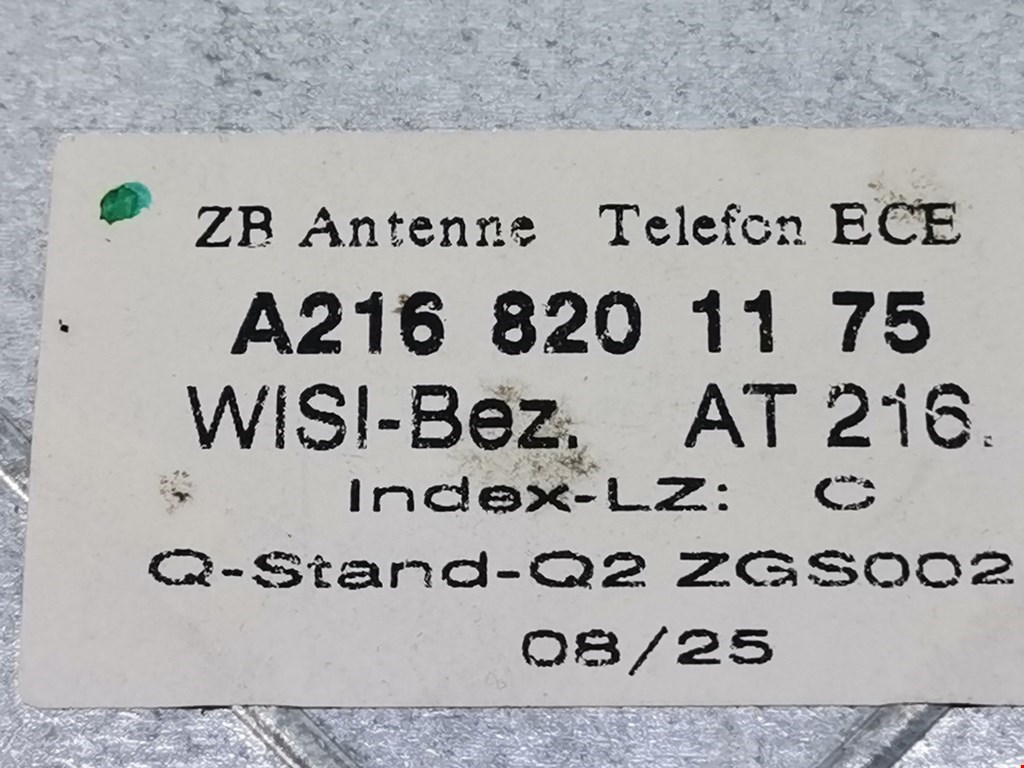 ZB Antenne Telefon ECE
A216 820 11 75
WISI-Bez. AT 216.
Index-LZ: C
Q-Stand-Q2 ZGS002
08/25